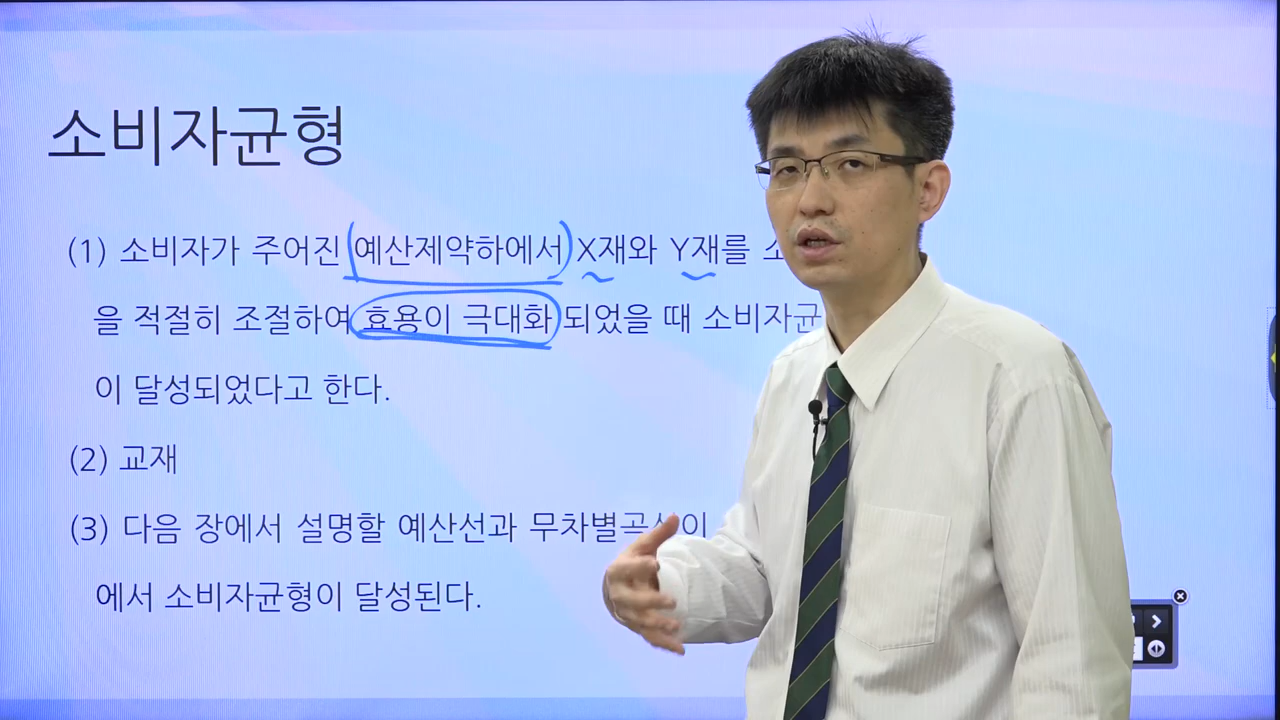 소비자균형
(1) 소비자가 주어진 예산제약하에서 X재와 Y재를
을 적절히 조절하여 효용이 극대화 되었을 때 소비자균
이 달성되었다고 한다.
(2) 교재
(3) 다음 장에서 설명할 예산선과
에서 소비자균형이 달성된다.